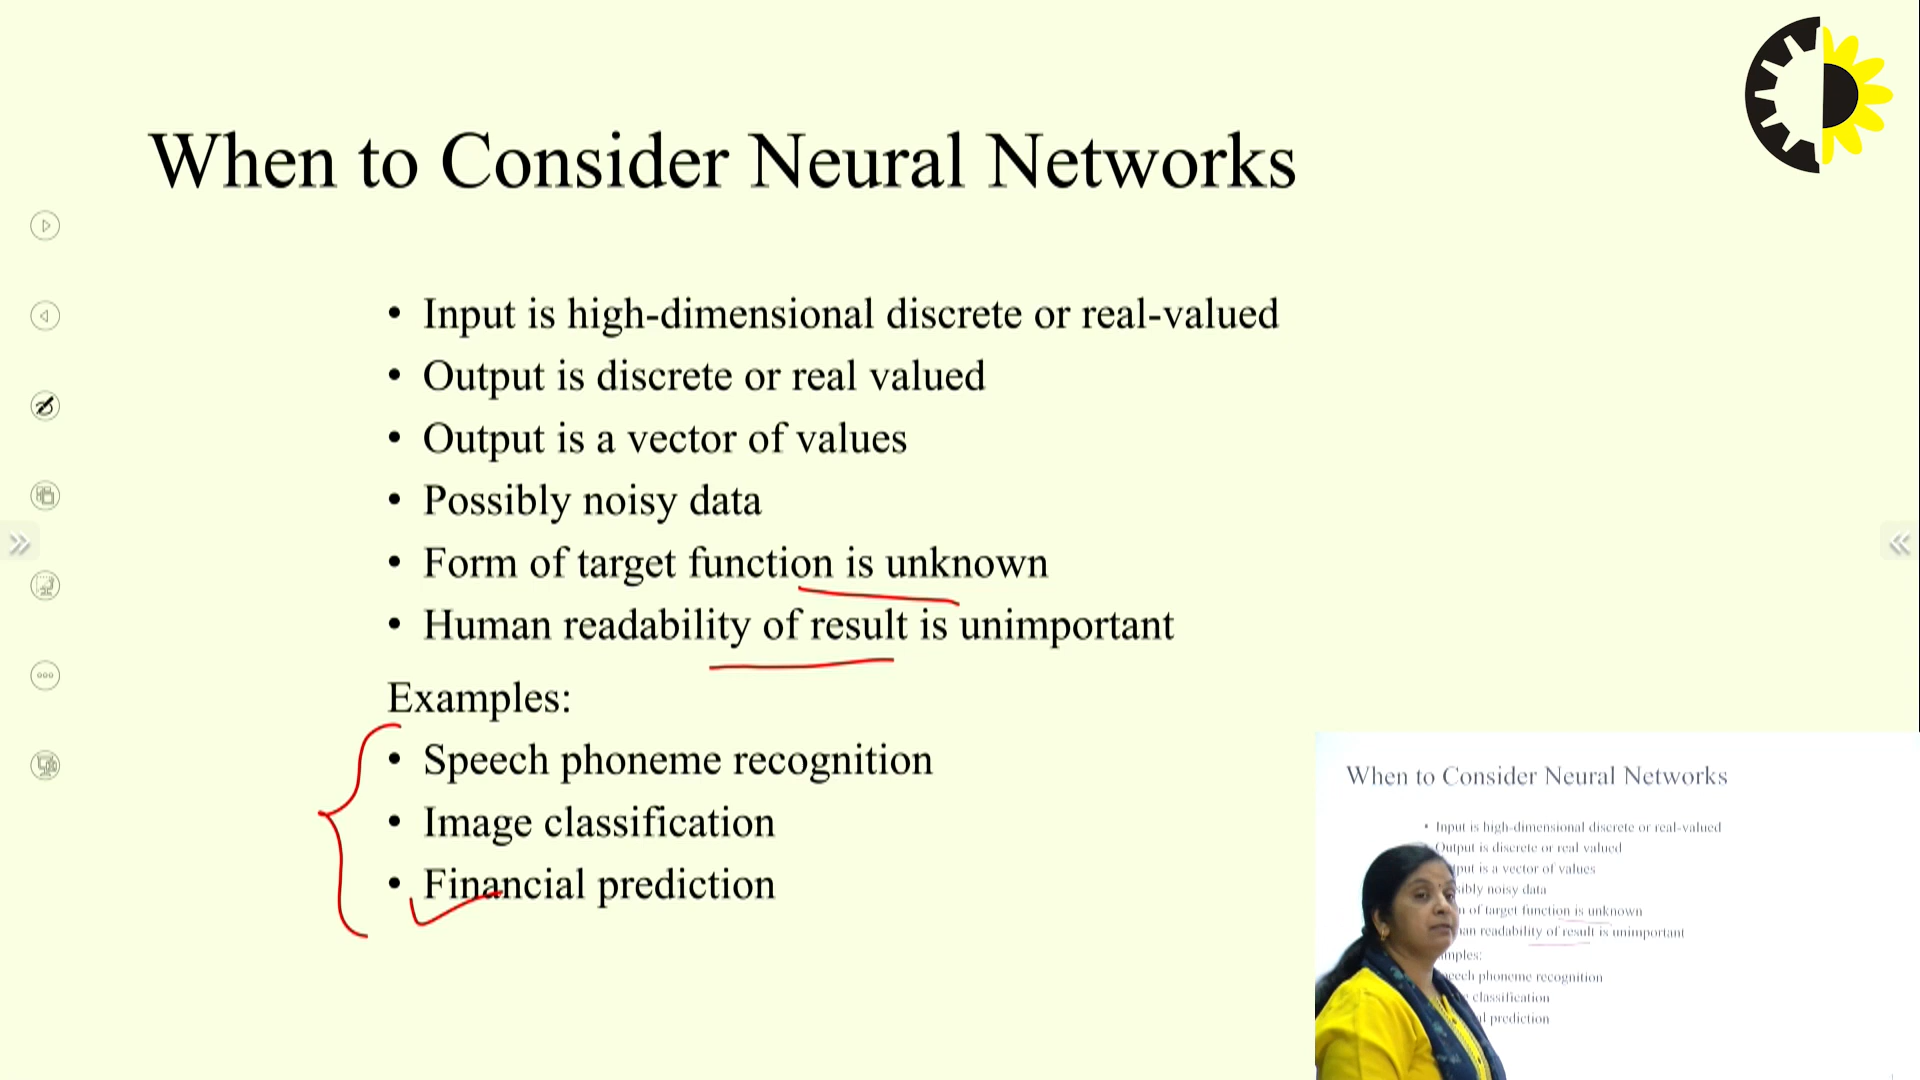 When to Consider Neural Networks
• Input is high-dimensional discrete or real-valued
• Output is discrete or real valued
• Output is a vector of values
• Possibly noisy data
• Form of target function is unknown
• Human readability of result is unimportant
Examples:
• Speech phoneme recognition
• Image classification
• Financial prediction
When to Consider Neural Networks
• Input is high-dimensional discrete or real-valued
Output is discrete or real valued
put is a vector of values
sibly noisy data
of target function is unknown
an readability of result is unimportant
mples:
eech phoneme recognition
classification
prediction